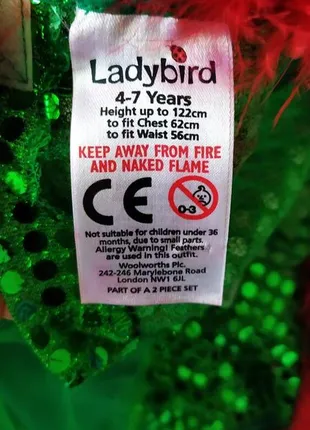 Ladybird
4-7 Years
Height up to 122cm
to fit Chest 62cm
to fit Waist 56cm
KEEP AWAY FROM FIRE
AND NAKED FLAME
CE
0-3
Not suitable for children under 36
months, due to small parts.
Allergy Warning! Feathers
are used in this outfit.
Woolworths Plc.
242-246 Marylebone Road
London NW1 6JL
PART OF A 2 PIECE SET